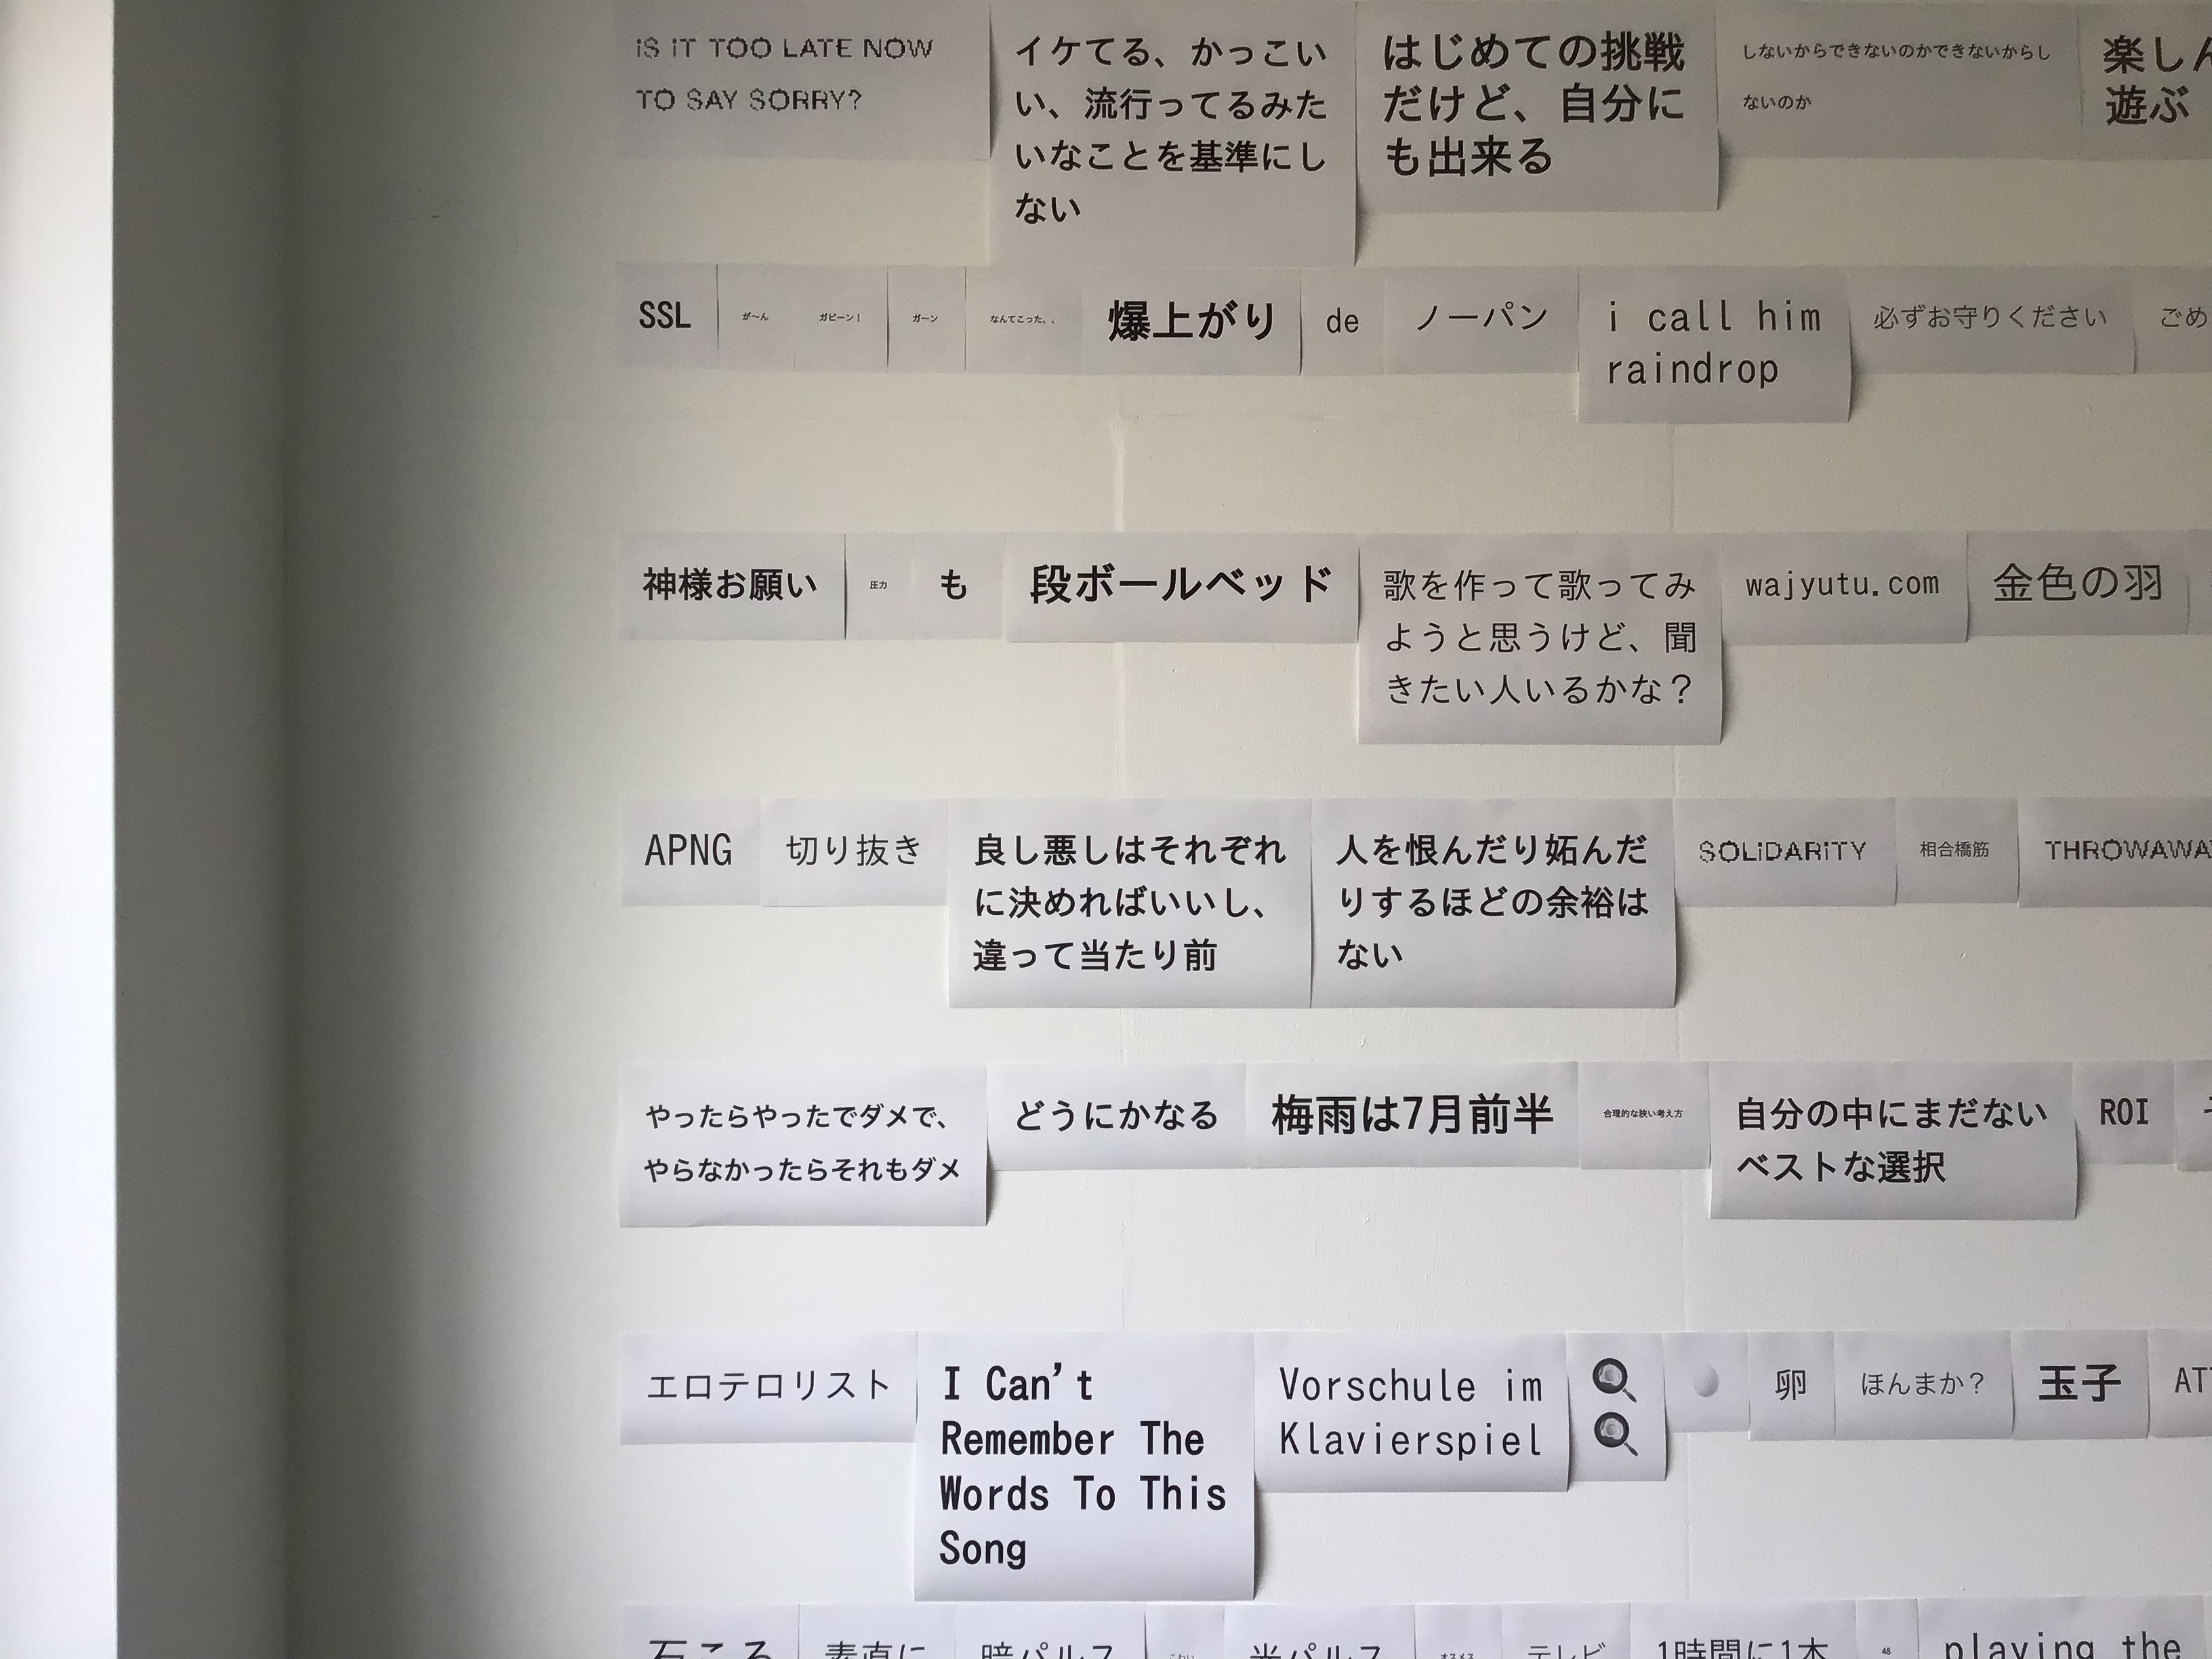 iS iT TOO LATE NOW
TO SAY SORRY?
イケてる、かっこい
い、流行ってるみた
いなことを基準にし
ない
はじめての挑戦
だけど、自分に
も出来る
しないからできないのかできないからし
ないのか
楽しん
遊ぶ
SSL
が〜ん
ガビーン!
ガーン
なんてこった、、
爆上がり
de
ノーパン
i call him
raindrop
必ずお守りください
ごめ
神様お願い
圧力
も
段ボールベッド
歌を作って歌ってみ
ようと思うけど、聞
きたい人いるかな？
wajyutu.com
金色の羽
APNG
切り抜き
良し悪しはそれぞれ
に決めればいいし、
違って当たり前
人を恨んだり妬んだ
りするほどの余裕は
ない
SOLiDARiTY
相合橋筋
THROWAWA
やったらやったでダメで、
やらなかったらそれもダメ
どうにかなる
梅雨は7月前半
合理的な狭い考え方
自分の中にまだない
ベストな選択
ROI
エロテロリスト
I Can't
Remember The
Words To This
Song
Vorschule im
Klavierspiel
卵
ほんまか？
玉子
AT
石ころ
素直に
暗パルス
こわい
光パルス
オススメ
テレビ
1時間に1本
48
playing the